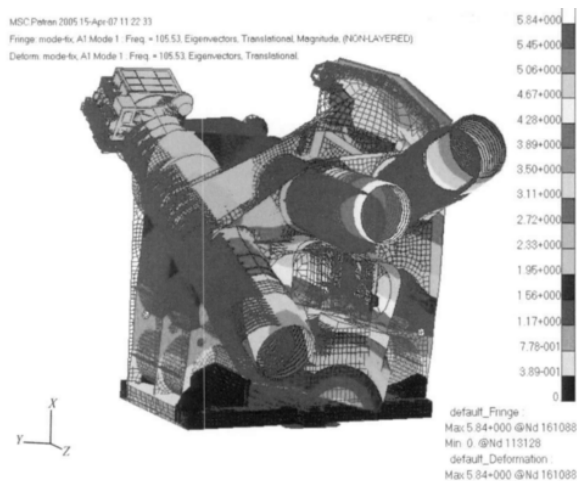 MSC.Patran 2005 15-Apr-07 11:22:33
Fringe: mode-fix, A1:Mode 1 : Freq. = 105.53, Eigenvectors, Translational, Magnitude, (NON-LAYERED)
Deform: mode-fix, A1:Mode 1 : Freq. = 105.53, Eigenvectors, Translational,
5.84+000
5.45+000
5.06+000
4.67+000
4.28+000
3.89+000
3.50+000
3.11+000
2.72+000
2.33+000
1.95+000
1.56+000
1.17+000
7.78-001
3.89-001
0.
default_Fringe :
Max 5.84+000 @Nd 161088
Min 0. @Nd 113128
default_Deformation :
Max 5.84+000 @Nd 161088
X
Y
Z